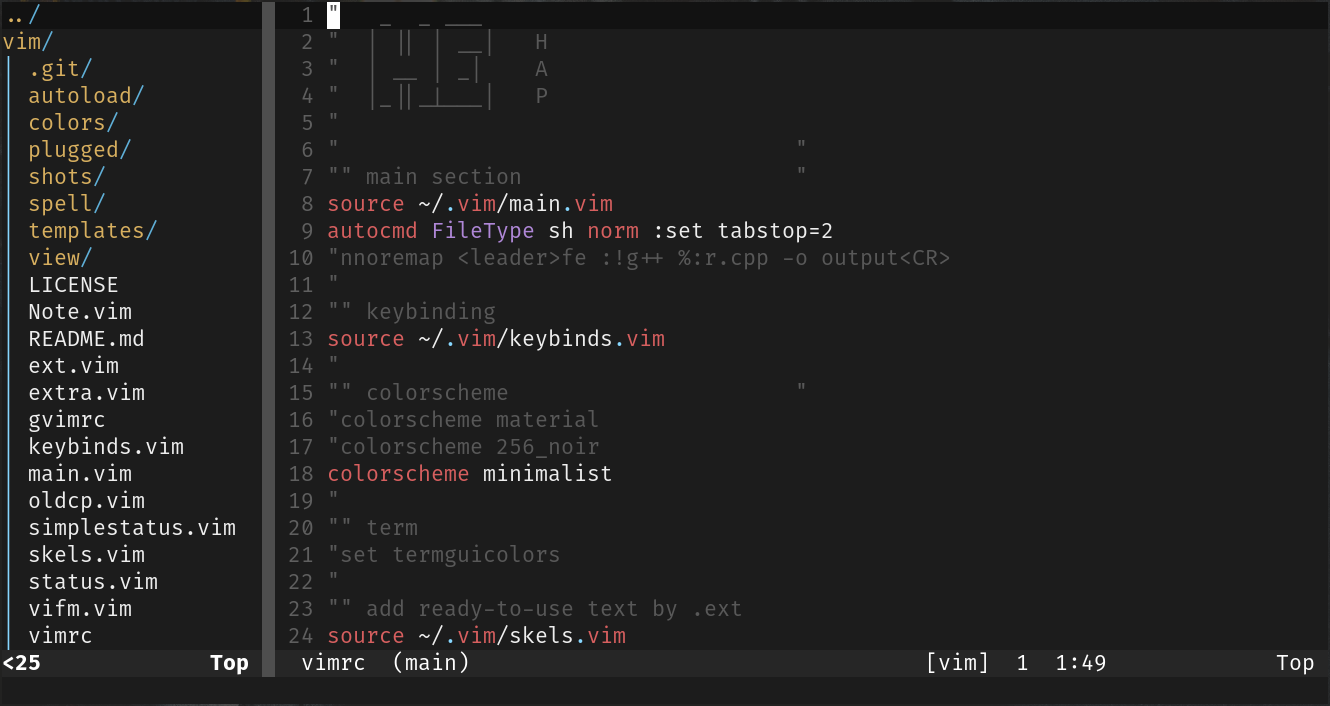 ../
vim/
.git/
autoload/
colors/
plugged/
shots/
spell/
templates/
view/
LICENSE
Note.vim
README.md
ext.vim
extra.vim
gvimrc
keybinds.vim
main.vim
oldcp.vim
simplestatus.vim
skels.vim
status.vim
vifm.vim
vimrc
<25 Top
1 "   _  _ ___
2 "  | || | __|   H
3 "  | __ | _|    A
4 "  |_||_|___|   P
5 "
6 " "
7 "" main section "
8 source ~/.vim/main.vim
9 autocmd FileType sh norm :set tabstop=2
10 "nnoremap <leader>fe :!g++ %:r.cpp -o output<CR>
11 "
12 "" keybinding
13 source ~/.vim/keybinds.vim
14 "
15 "" colorscheme "
16 "colorscheme material
17 "colorscheme 256_noir
18 colorscheme minimalist
19 "
20 "" term
21 "set termguicolors
22 "
23 "" add ready-to-use text by .ext
24 source ~/.vim/skels.vim
vimrc (main) [vim] 1 1:49 Top